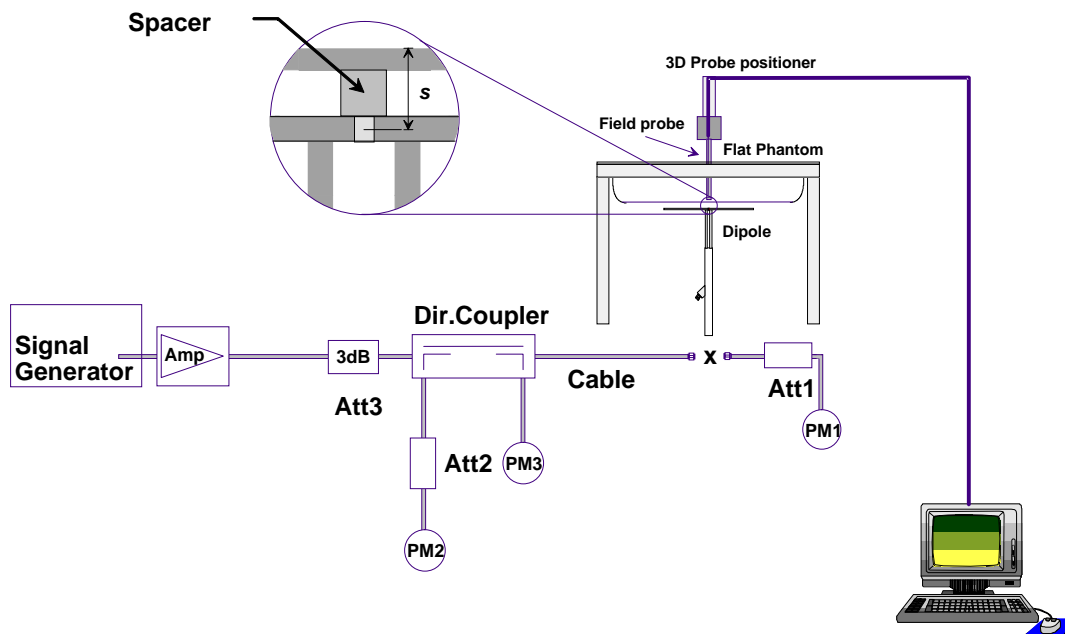 Spacer
s
3D Probe positioner
Field probe
Flat Phantom
Dipole
Signal
Generator
Amp
3dB
Att3
Dir.Coupler
Cable
x
Att1
PM1
Att2
PM3
PM2